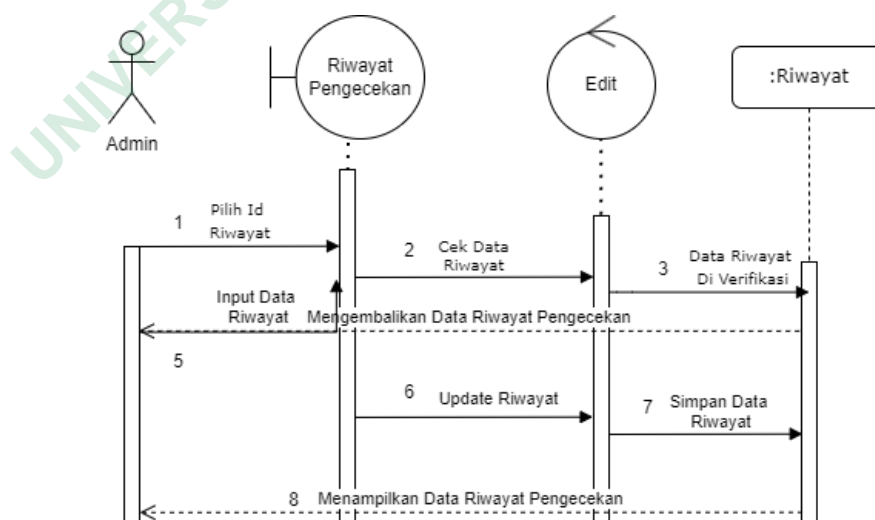 UNIVERS
Riwayat
Pengecekan
Edit
:Riwayat
Admin
1
Pilih Id
Riwayat
2
Cek Data
Riwayat
3
Data Riwayat
Di Verifikasi
Input Data
Riwayat
Mengembalikan Data Riwayat Pengecekan
5
6
Update Riwayat
7
Simpan Data
Riwayat
8
Menampilkan Data Riwayat Pengecekan